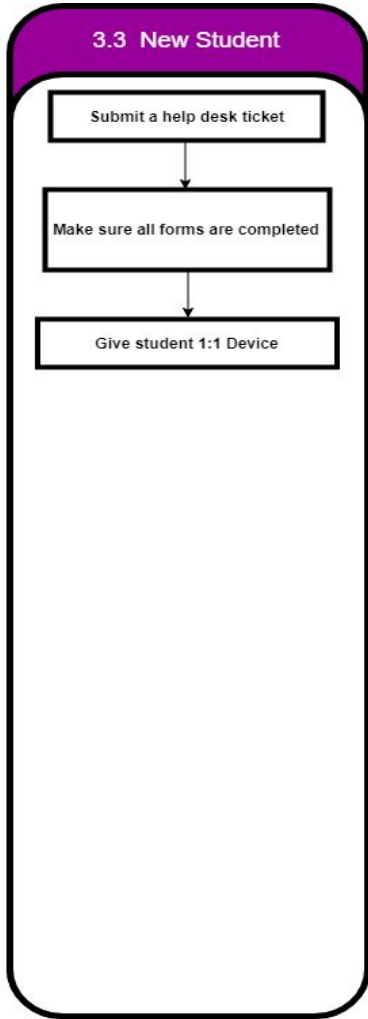 3.3 New Student
Submit a help desk ticket
Make sure all forms are completed
Give student 1:1 Device